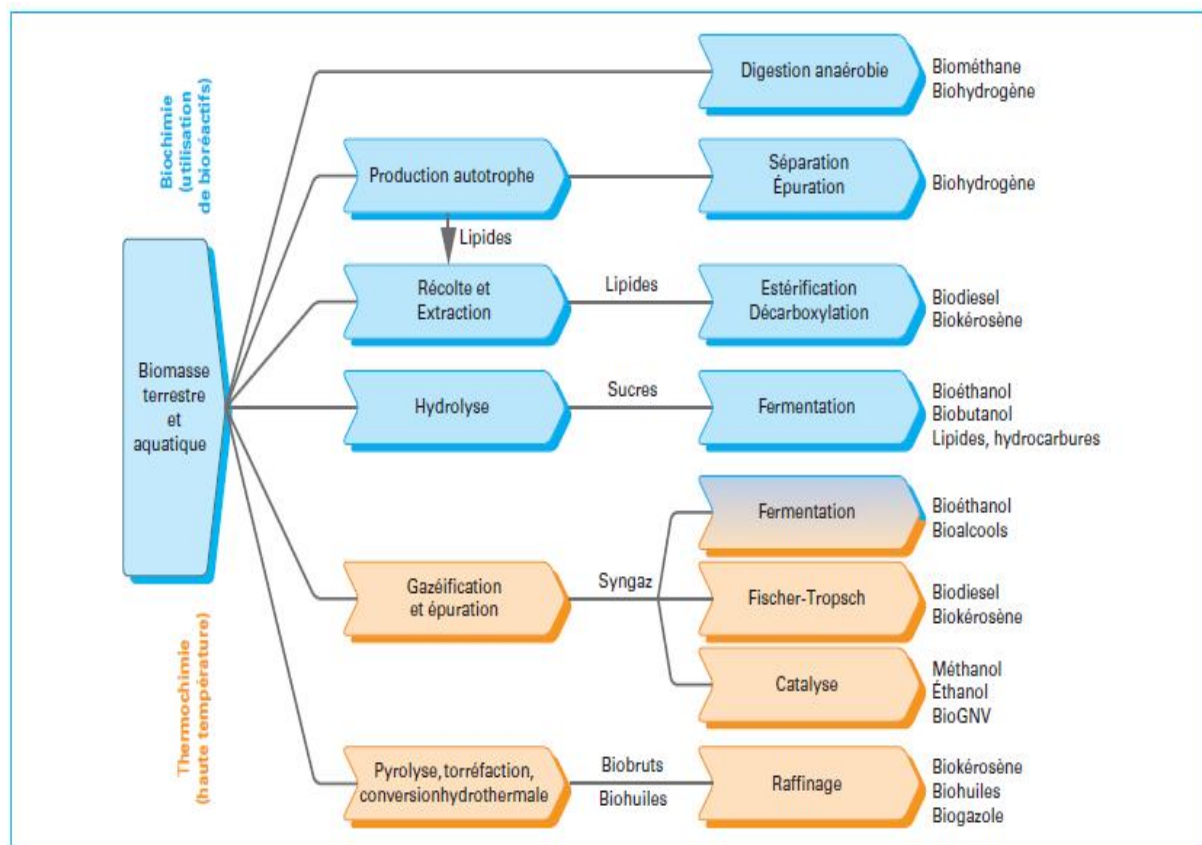 Biochimie
(utilisation
de bioréactifs)
Thermochimie
(haute température)
Biomasse
terrestre
et
aquatique
Digestion anaérobie
Biométhane
Biohydrogène
Production autotrophe
Séparation
Épuration
Biohydrogène
Lipides
Récolte et
Extraction
Lipides
Estérification
Décarboxylation
Biodiesel
Biokérosène
Hydrolyse
Sucres
Fermentation
Bioéthanol
Biobutanol
Lipides, hydrocarbures
Gazéification
et épuration
Syngaz
Fermentation
Bioéthanol
Bioalcools
Fischer-Tropsch
Biodiesel
Biokérosène
Catalyse
Méthanol
Éthanol
BioGNV
Pyrolyse, torréfaction,
conversionhydrothermale
Biobruts
Biohuiles
Raffinage
Biokérosène
Biohuiles
Biogazole